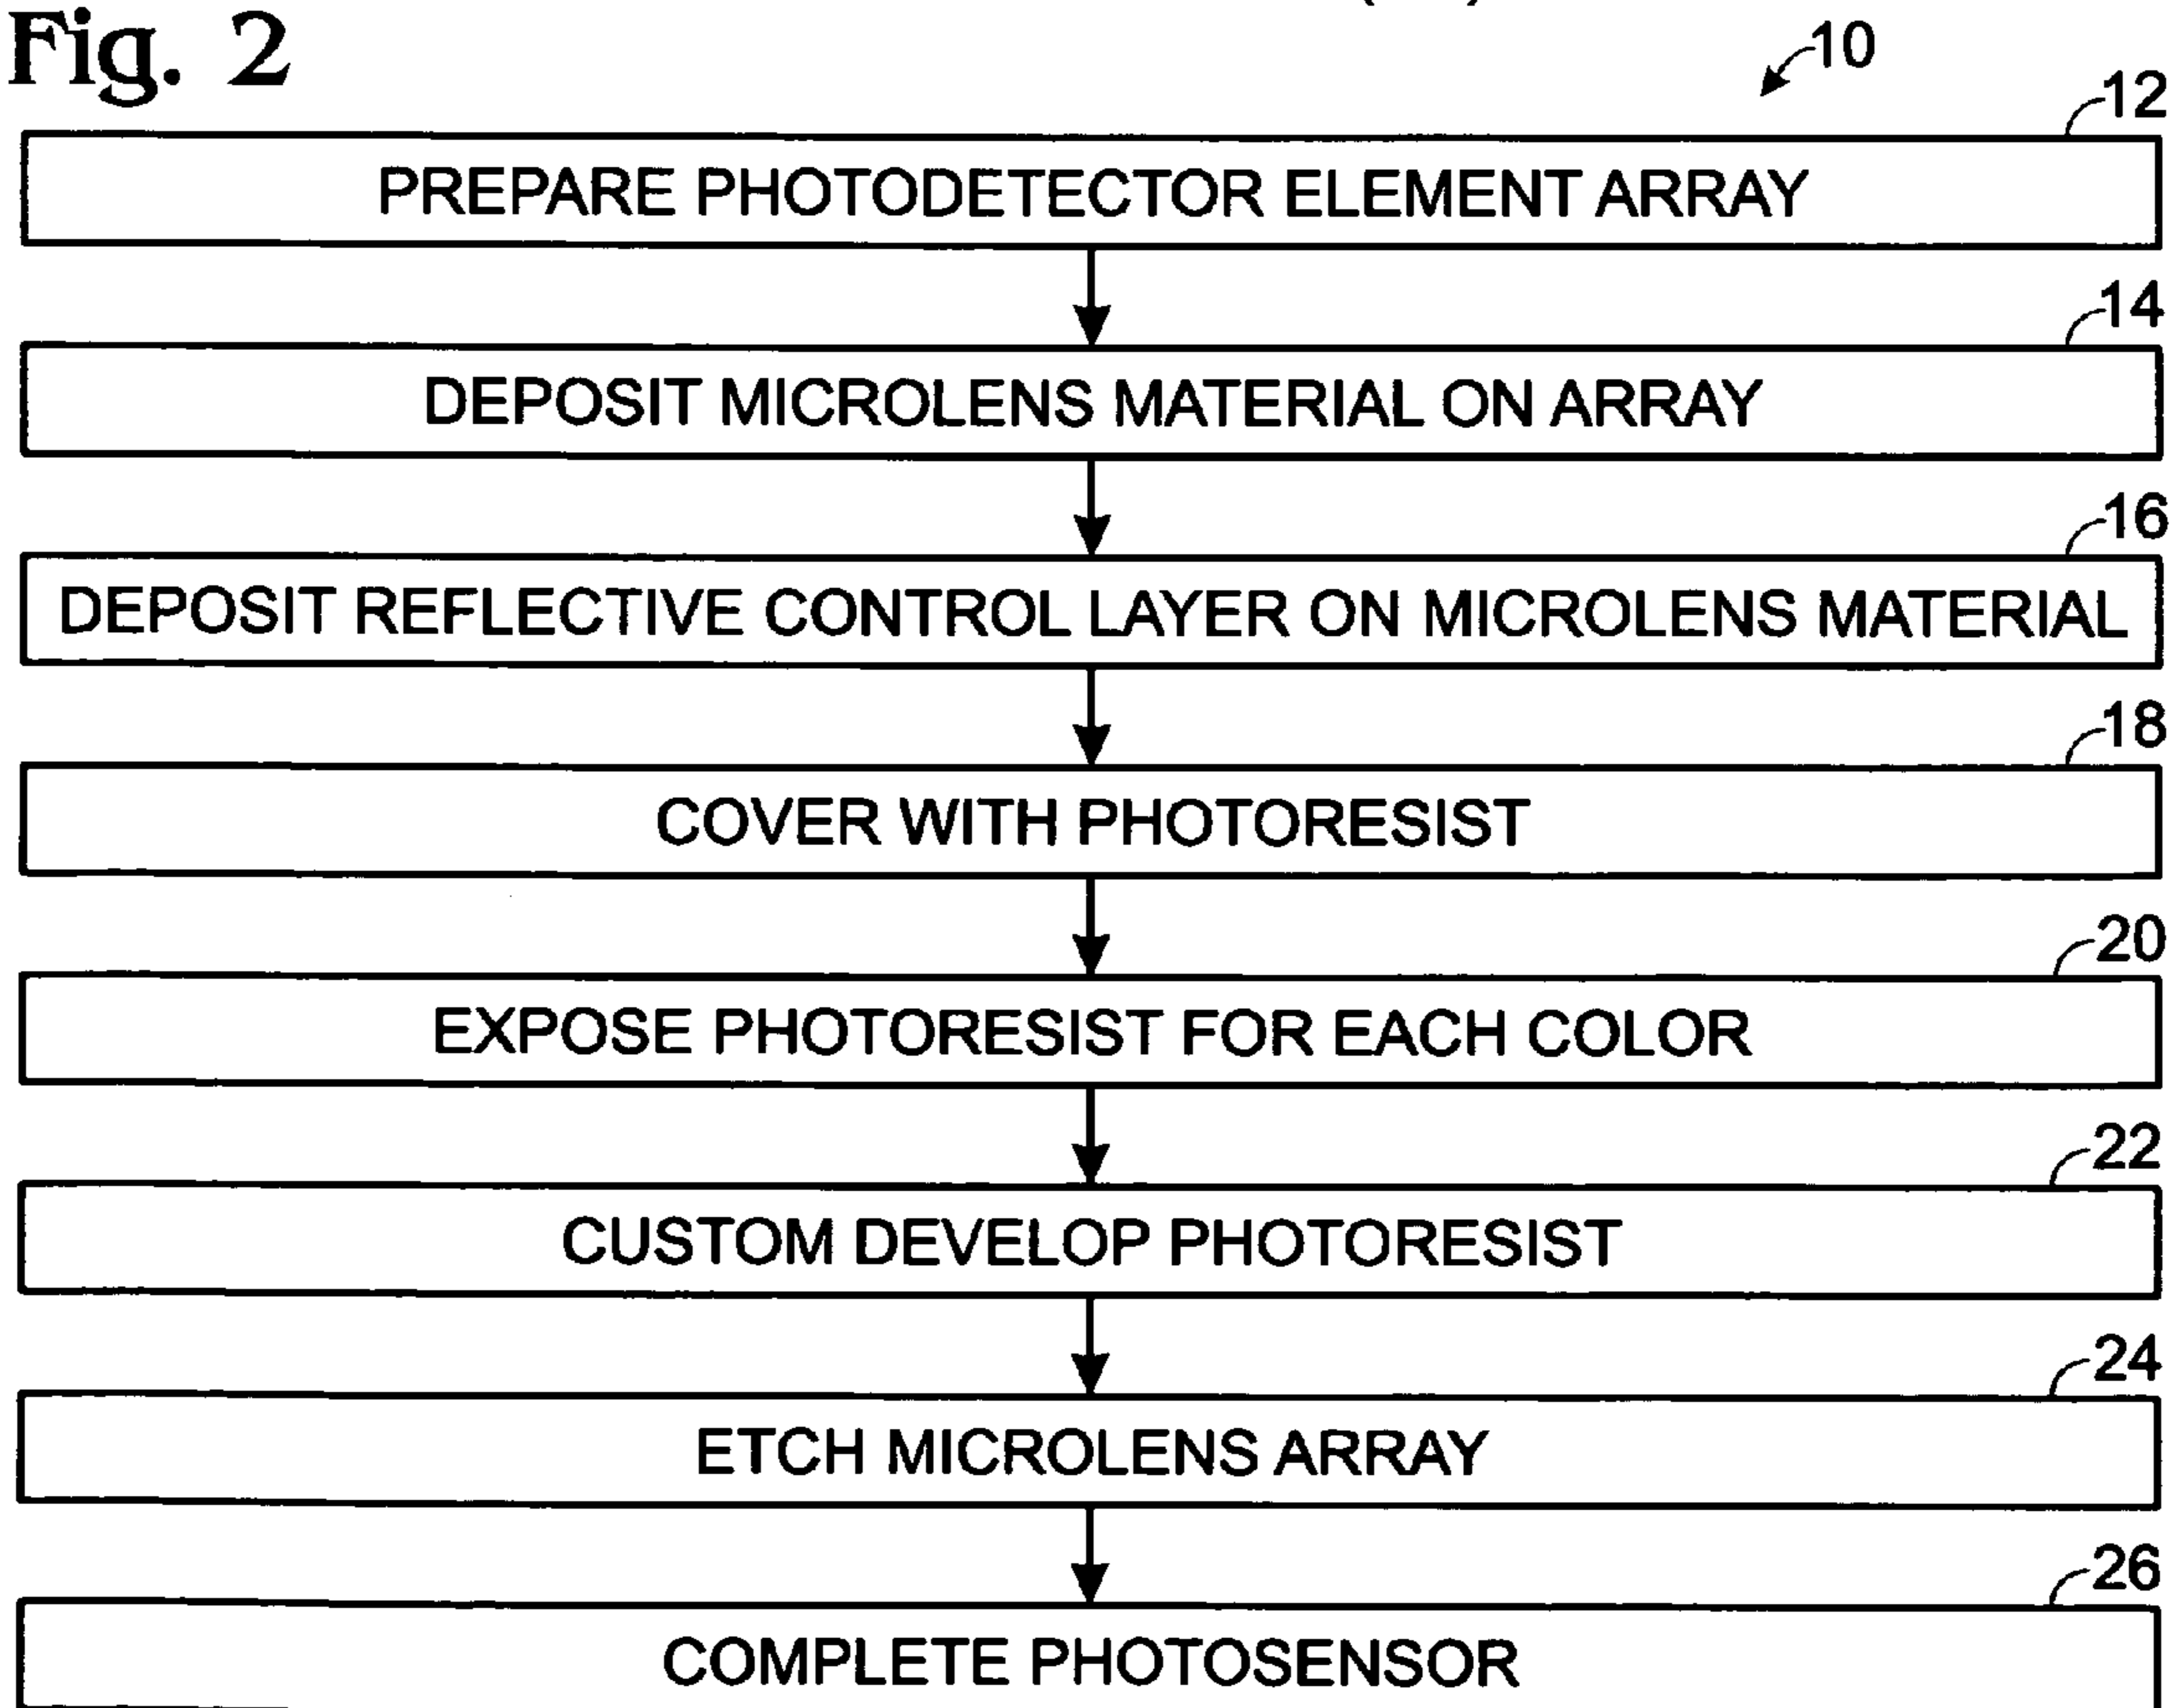 Fig. 2
10
12
PREPARE PHOTODETECTOR ELEMENT ARRAY
14
DEPOSIT MICROLENS MATERIAL ON ARRAY
16
DEPOSIT REFLECTIVE CONTROL LAYER ON MICROLENS MATERIAL
18
COVER WITH PHOTORESIST
20
EXPOSE PHOTORESIST FOR EACH COLOR
22
CUSTOM DEVELOP PHOTORESIST
24
ETCH MICROLENS ARRAY
26
COMPLETE PHOTOSENSOR